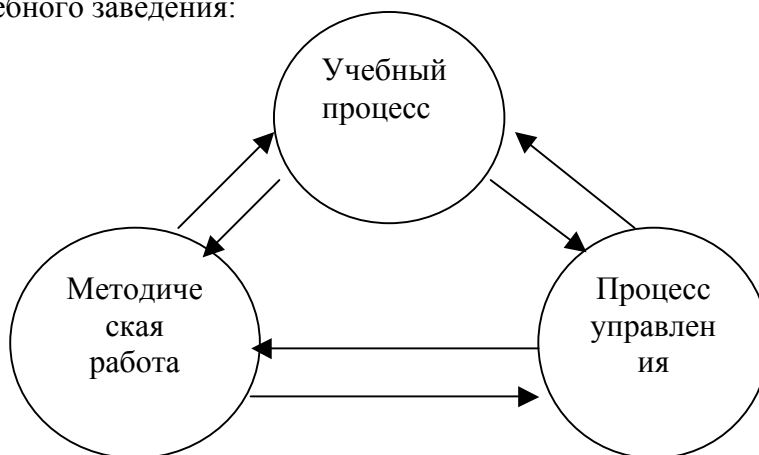 ебного заведения:
Учебный
процесс
Методиче
ская
работа
Процесс
управлен
ия